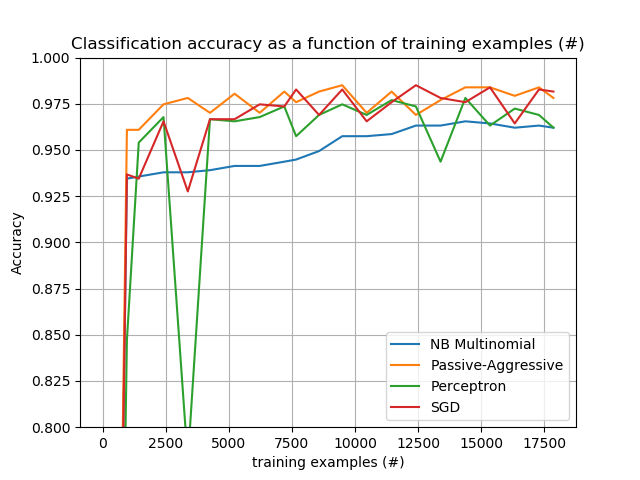 Classification accuracy as a function of training examples (#)
1.000
0.975
0.950
0.925
0.900
0.875
0.850
0.825
0.800
Accuracy
NB Multinomial
Passive-Aggressive
Perceptron
SGD
0 2500 5000 7500 10000 12500 15000 17500
training examples (#)